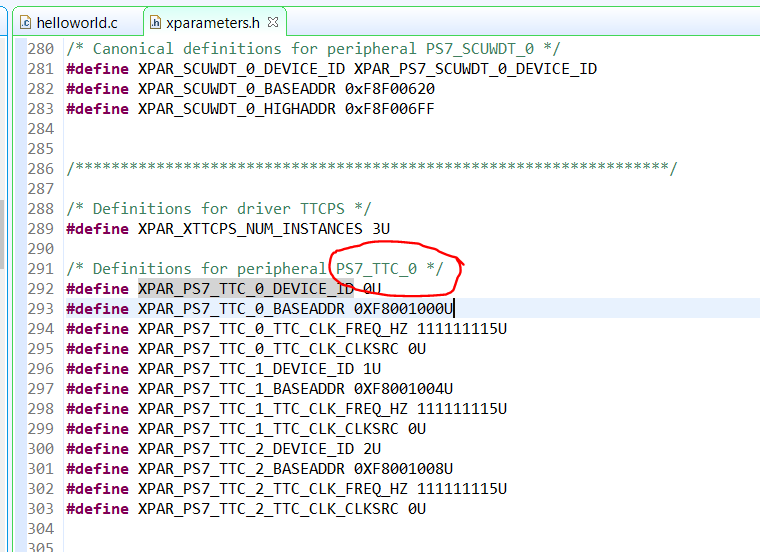 helloworld.c xparameters.h
280 /* Canonical definitions for peripheral PS7_SCUWDT_0 */
281 #define XPAR_SCUWDT_0_DEVICE_ID XPAR_PS7_SCUWDT_0_DEVICE_ID
282 #define XPAR_SCUWDT_0_BASEADDR 0xF8F00620
283 #define XPAR_SCUWDT_0_HIGHADDR 0xF8F006FF
284
285
286 /******************************************************************/
287
288 /* Definitions for driver TTCPS */
289 #define XPAR_XTTCPS_NUM_INSTANCES 3U
290
291 /* Definitions for peripheral PS7_TTC_0 */
292 #define XPAR_PS7_TTC_0_DEVICE_ID 0U
293 #define XPAR_PS7_TTC_0_BASEADDR 0XF8001000U
294 #define XPAR_PS7_TTC_0_TTC_CLK_FREQ_HZ 111111115U
295 #define XPAR_PS7_TTC_0_TTC_CLK_CLKSRC 0U
296 #define XPAR_PS7_TTC_1_DEVICE_ID 1U
297 #define XPAR_PS7_TTC_1_BASEADDR 0XF8001004U
298 #define XPAR_PS7_TTC_1_TTC_CLK_FREQ_HZ 111111115U
299 #define XPAR_PS7_TTC_1_TTC_CLK_CLKSRC 0U
300 #define XPAR_PS7_TTC_2_DEVICE_ID 2U
301 #define XPAR_PS7_TTC_2_BASEADDR 0XF8001008U
302 #define XPAR_PS7_TTC_2_TTC_CLK_FREQ_HZ 111111115U
303 #define XPAR_PS7_TTC_2_TTC_CLK_CLKSRC 0U
304
305